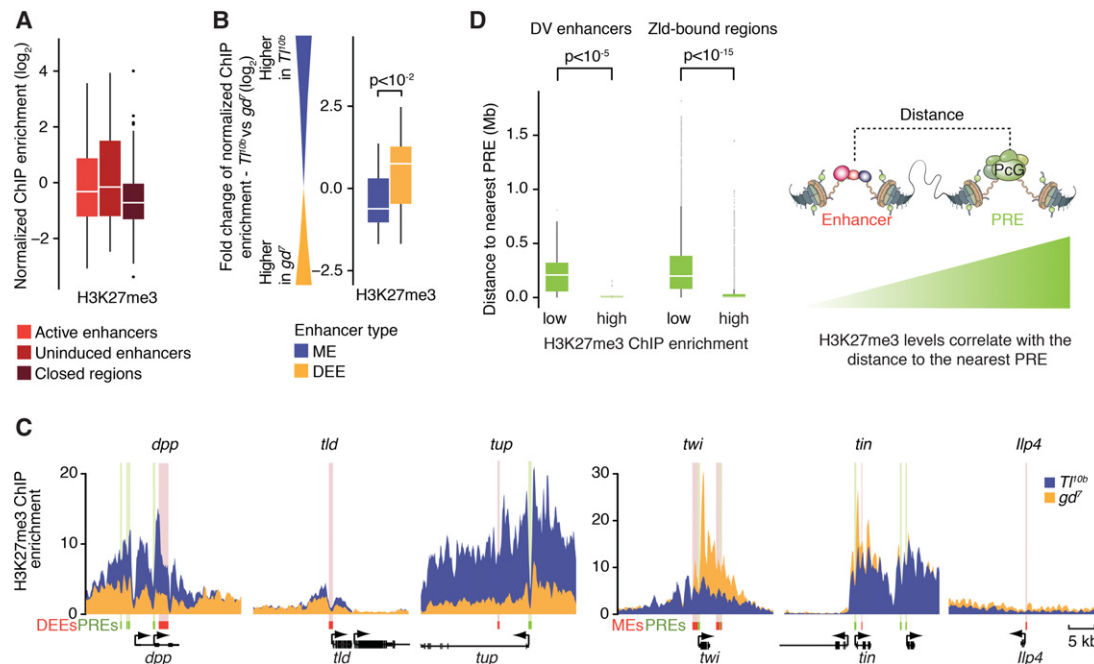 A
Normalized ChIP enrichment (log2)
4
2
0
−2
H3K27me3
Active enhancers
Uninduced enhancers
Closed regions
B
Fold change of normalized ChIP
enrichment - Tl10b vs gd7 (log2)
Higher
in Tl10b
Higher
in gd7
p<10-2
2.5
0.0
−2.5
H3K27me3
Enhancer type
ME
DEE
D
DV enhancers
Zld-bound regions
p<10-5
p<10-15
Distance to nearest PRE (Mb)
1.5
1.0
0.5
0.0
low
high
low
high
H3K27me3 ChIP enrichment
Distance
PcG
Enhancer
PRE
H3K27me3 levels correlate with the
distance to the nearest PRE
C
dpp
tld
tup
twi
tin
Ilp4
H3K27me3 ChIP
enrichment
20
10
0
30
20
10
0
Tl10b
gd7
DEEs PREs
MEs PREs
dpp
tld
tup
twi
tin
Ilp4
5 kb